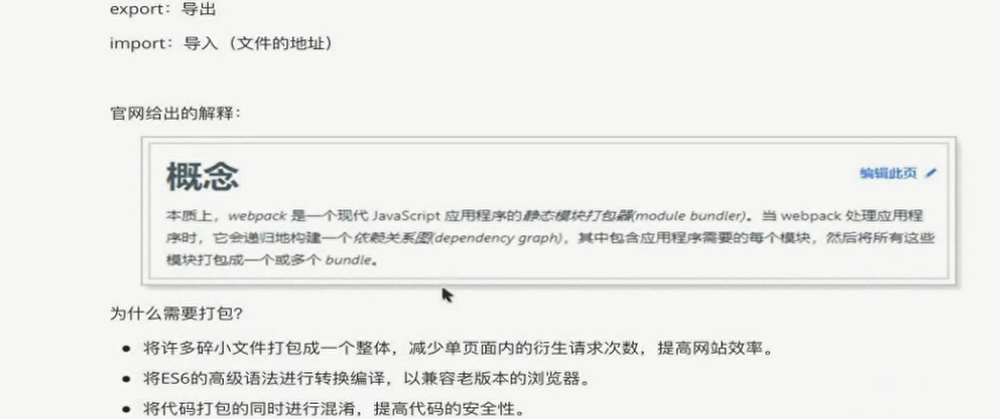 export：导出
import：导入（文件的地址）
官网给出的解释：
概念
编辑此页
本质上，webpack 是一个现代 JavaScript 应用程序的静态模块打包器(module bundler)。当 webpack 处理应用程
序时，它会递归地构建一个依赖关系图(dependency graph)，其中包含应用程序需要的每个模块，然后将所有这些
模块打包成一个或多个 bundle。
为什么需要打包?
• 将许多碎小文件打包成一个整体，减少单页面内的衍生请求次数，提高网站效率。
• 将ES6的高级语法进行转换编译，以兼容老版本的浏览器。
• 将代码打包的同时进行混淆，提高代码的安全性。